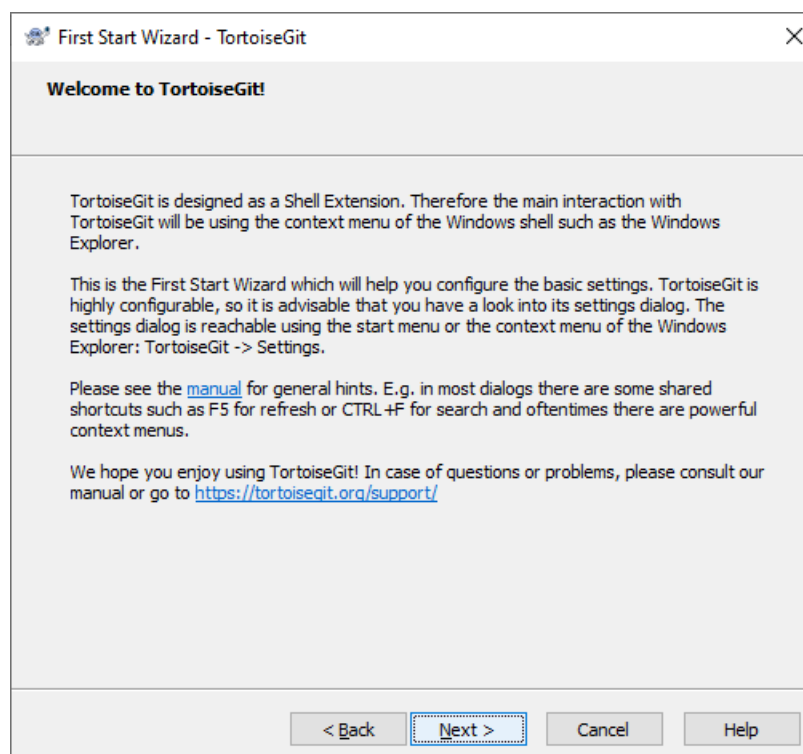 First Start Wizard - TortoiseGit
Welcome to TortoiseGit!
TortoiseGit is designed as a Shell Extension. Therefore the main interaction with
TortoiseGit will be using the context menu of the Windows shell such as the Windows
Explorer.
This is the First Start Wizard which will help you configure the basic settings. TortoiseGit is
highly configurable, so it is advisable that you have a look into its settings dialog. The
settings dialog is reachable using the start menu or the context menu of the Windows
Explorer: TortoiseGit -> Settings.
Please see the manual for general hints. E.g. in most dialogs there are some shared
shortcuts such as F5 for refresh or CTRL+F for search and oftentimes there are powerful
context menus.
We hope you enjoy using TortoiseGit! In case of questions or problems, please consult our
manual or go to https://tortoisegit.org/support/
< Back Next > Cancel Help